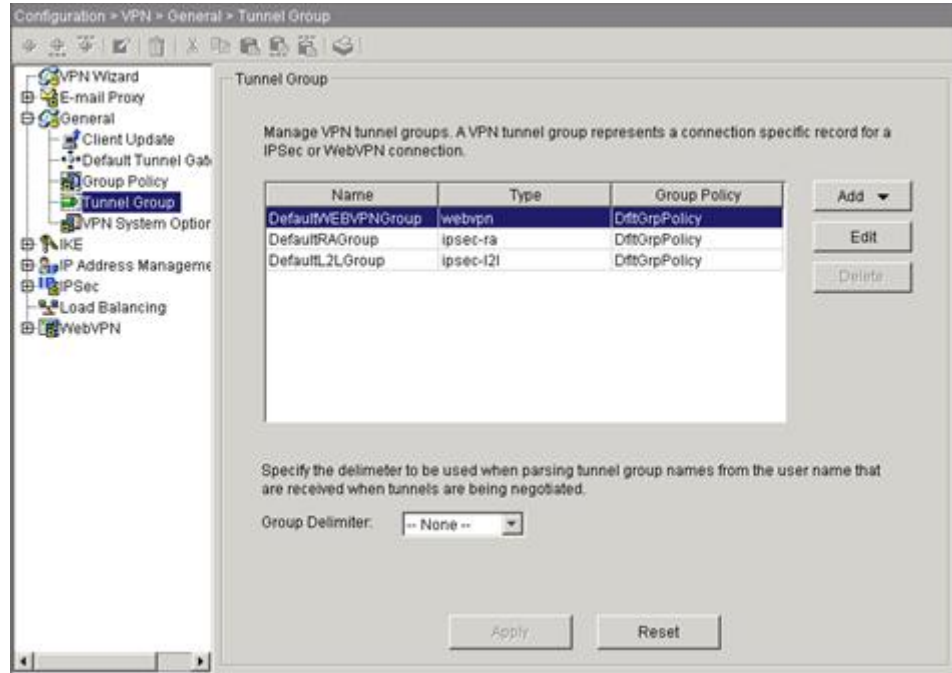 Configuration > VPN > General > Tunnel Group
VPN Wizard
E-mail Proxy
General
Client Update
Default Tunnel Gate
Group Policy
Tunnel Group
VPN System Option
IKE
IP Address Manageme
IPSec
Load Balancing
WebVPN
Tunnel Group
Manage VPN tunnel groups. A VPN tunnel group represents a connection specific record for a
IPSec or WebVPN connection.
Name Type Group Policy
DefaultWEBVPNGroup webvpn DfltGrpPolicy
DefaultRAGroup ipsec-ra DfltGrpPolicy
DefaultL2LGroup ipsec-l2l DfltGrpPolicy
Add
Edit
Delete
Specify the delimeter to be used when parsing tunnel group names from the user name that
are received when tunnels are being negotiated.
Group Delimiter: -- None --
Apply Reset